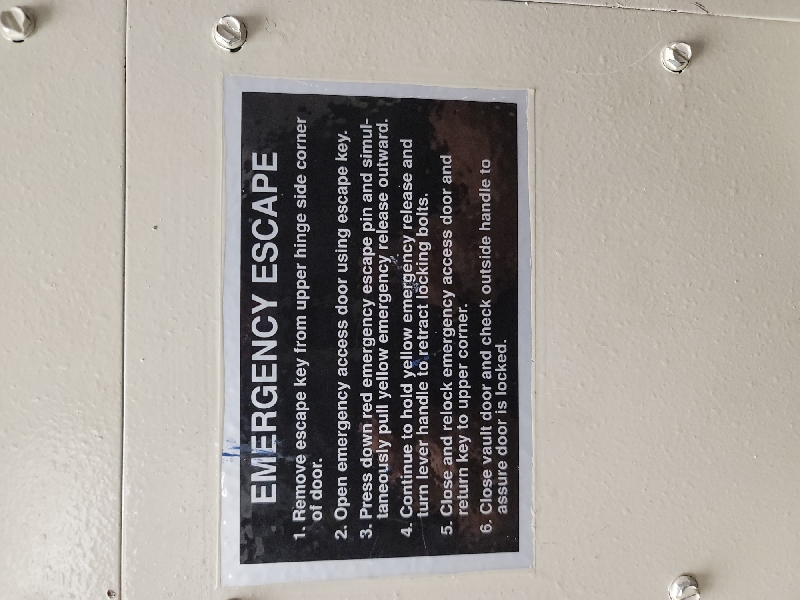 EMERGENCY ESCAPE
1. Remove escape key from upper hinge side corner
of door.
2. Open emergency access door using escape key.
3. Press down red emergency escape pin and simul-
taneously pull yellow emergency release outward.
4. Continue to hold yellow emergency release and
turn lever handle to retract locking bolts.
5. Close and relock emergency access door and
return key to upper corner.
6. Close vault door and check outside handle to
assure door is locked.